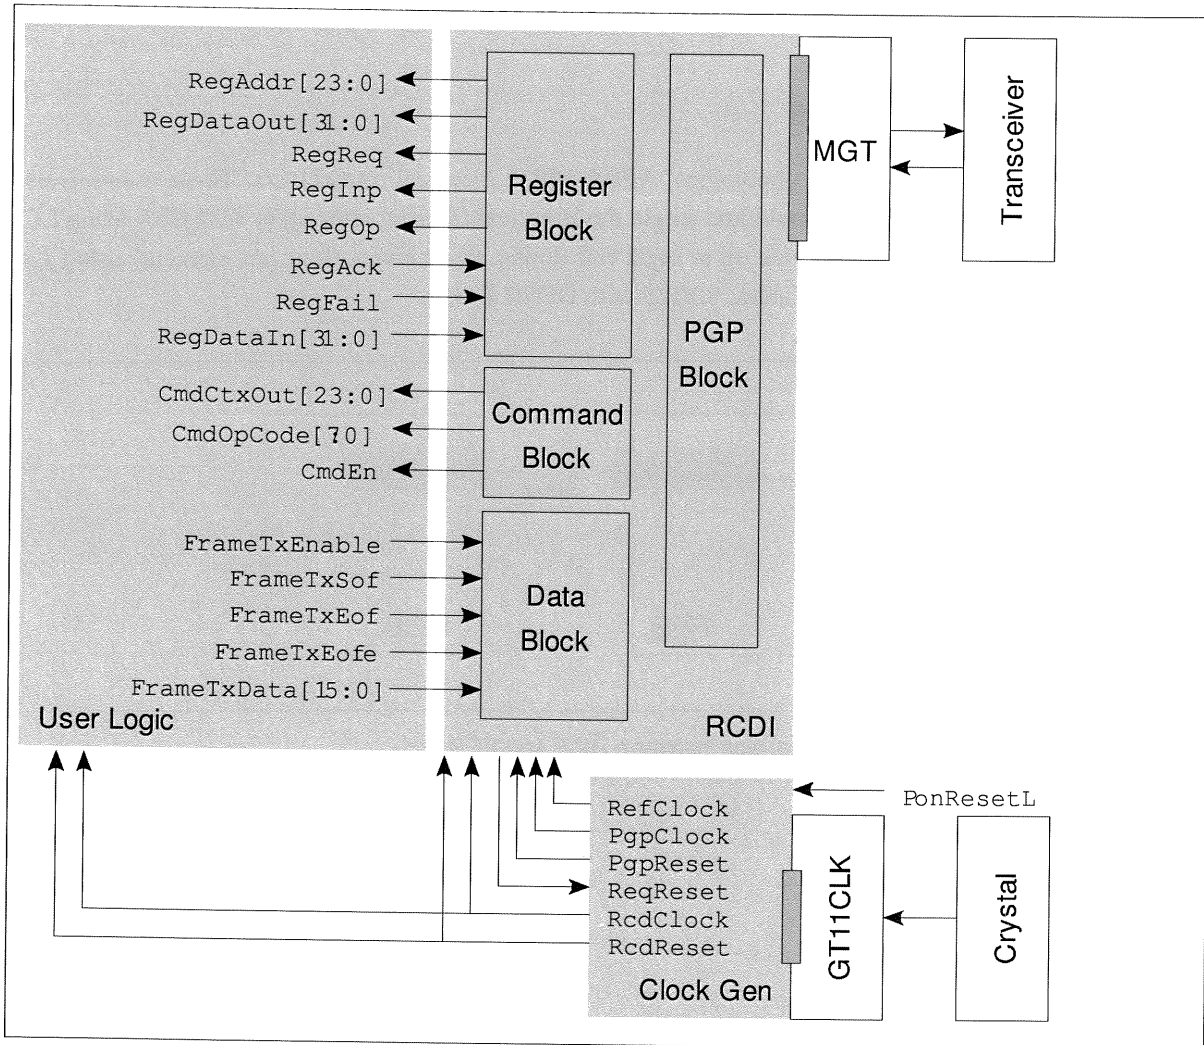 RegAddr[23:0]
RegDataOut[31:0]
RegReq
RegInp
RegOp
RegAck
RegFail
RegDataIn[31:0]
CmdCtxOut[23:0]
CmdOpCode[70]
CmdEn
FrameTxEnable
FrameTxSof
FrameTxEof
FrameTxEofe
FrameTxData[15:0]
User Logic
Register
Block
Command
Block
Data
Block
PGP
Block
RCDI
MGT
Transceiver
RefClock
PgpClock
PgpReset
ReqReset
RcdClock
RcdReset
Clock Gen
PonResetL
GT11CLK
Crystal